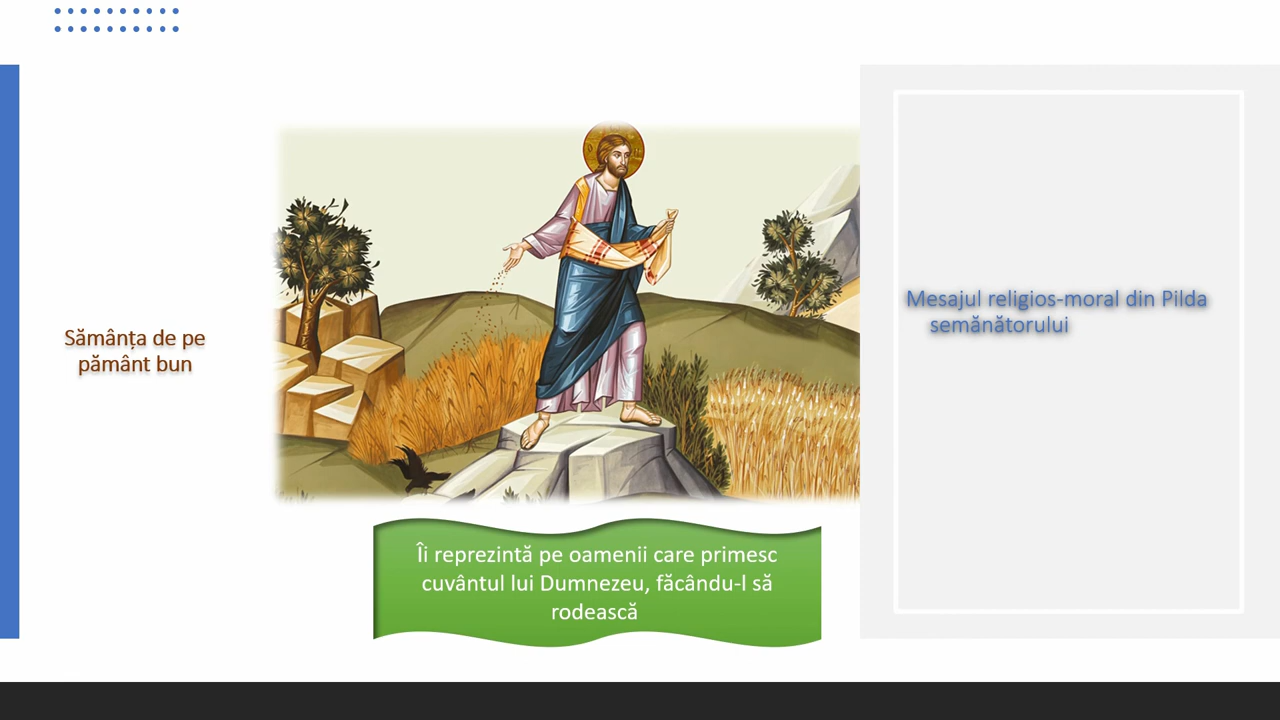 Sămânța de pe
pământ bun
Mesajul religios-moral din Pilda
semănătorului
Îi reprezintă pe oamenii care primesc
cuvântul lui Dumnezeu, făcându-l să
rodească